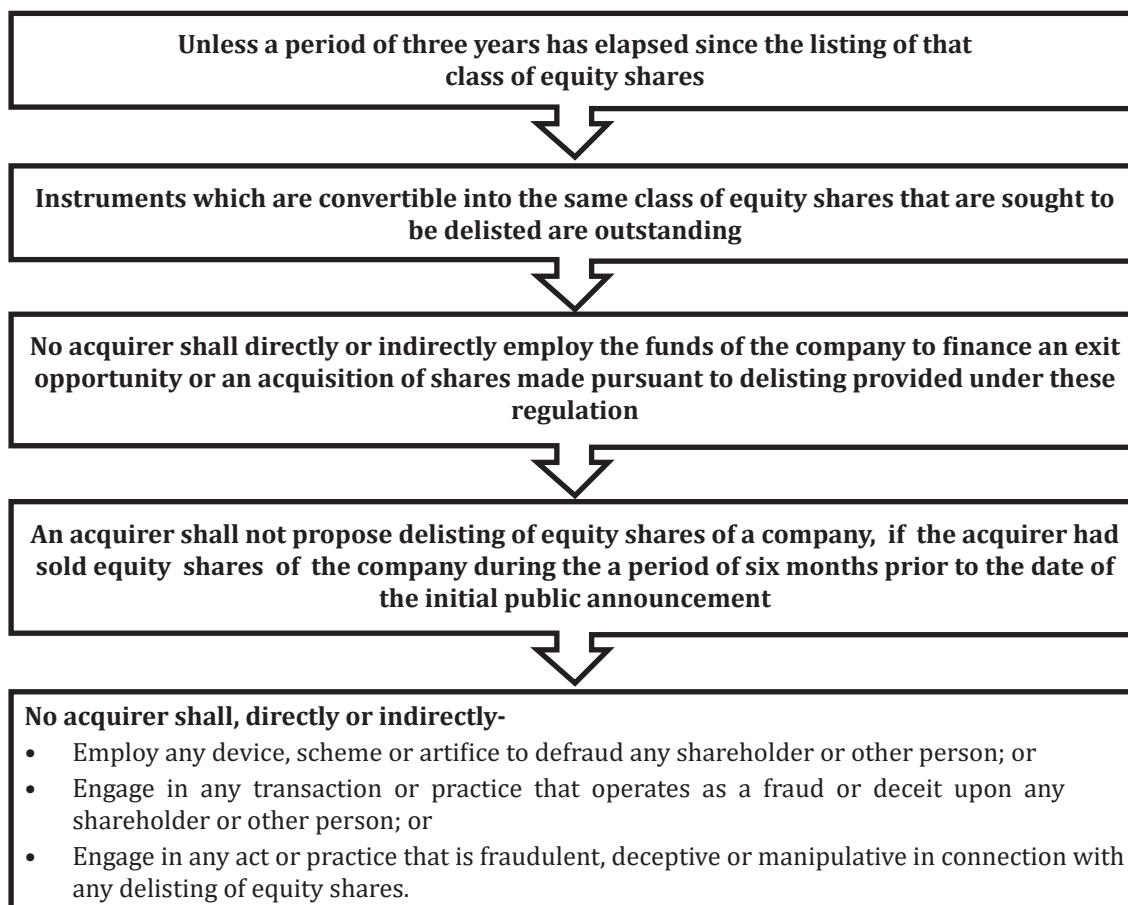 Unless a period of three years has elapsed since the listing of that
class of equity shares
Instruments which are convertible into the same class of equity shares that are sought to
be delisted are outstanding
No acquirer shall directly or indirectly employ the funds of the company to finance an exit
opportunity or an acquisition of shares made pursuant to delisting provided under these
regulation
An acquirer shall not propose delisting of equity shares of a company, if the acquirer had
sold equity shares of the company during the a period of six months prior to the date of
the initial public announcement
No acquirer shall, directly or indirectly-
• Employ any device, scheme or artifice to defraud any shareholder or other person; or
• Engage in any transaction or practice that operates as a fraud or deceit upon any
shareholder or other person; or
• Engage in any act or practice that is fraudulent, deceptive or manipulative in connection with
any delisting of equity shares.